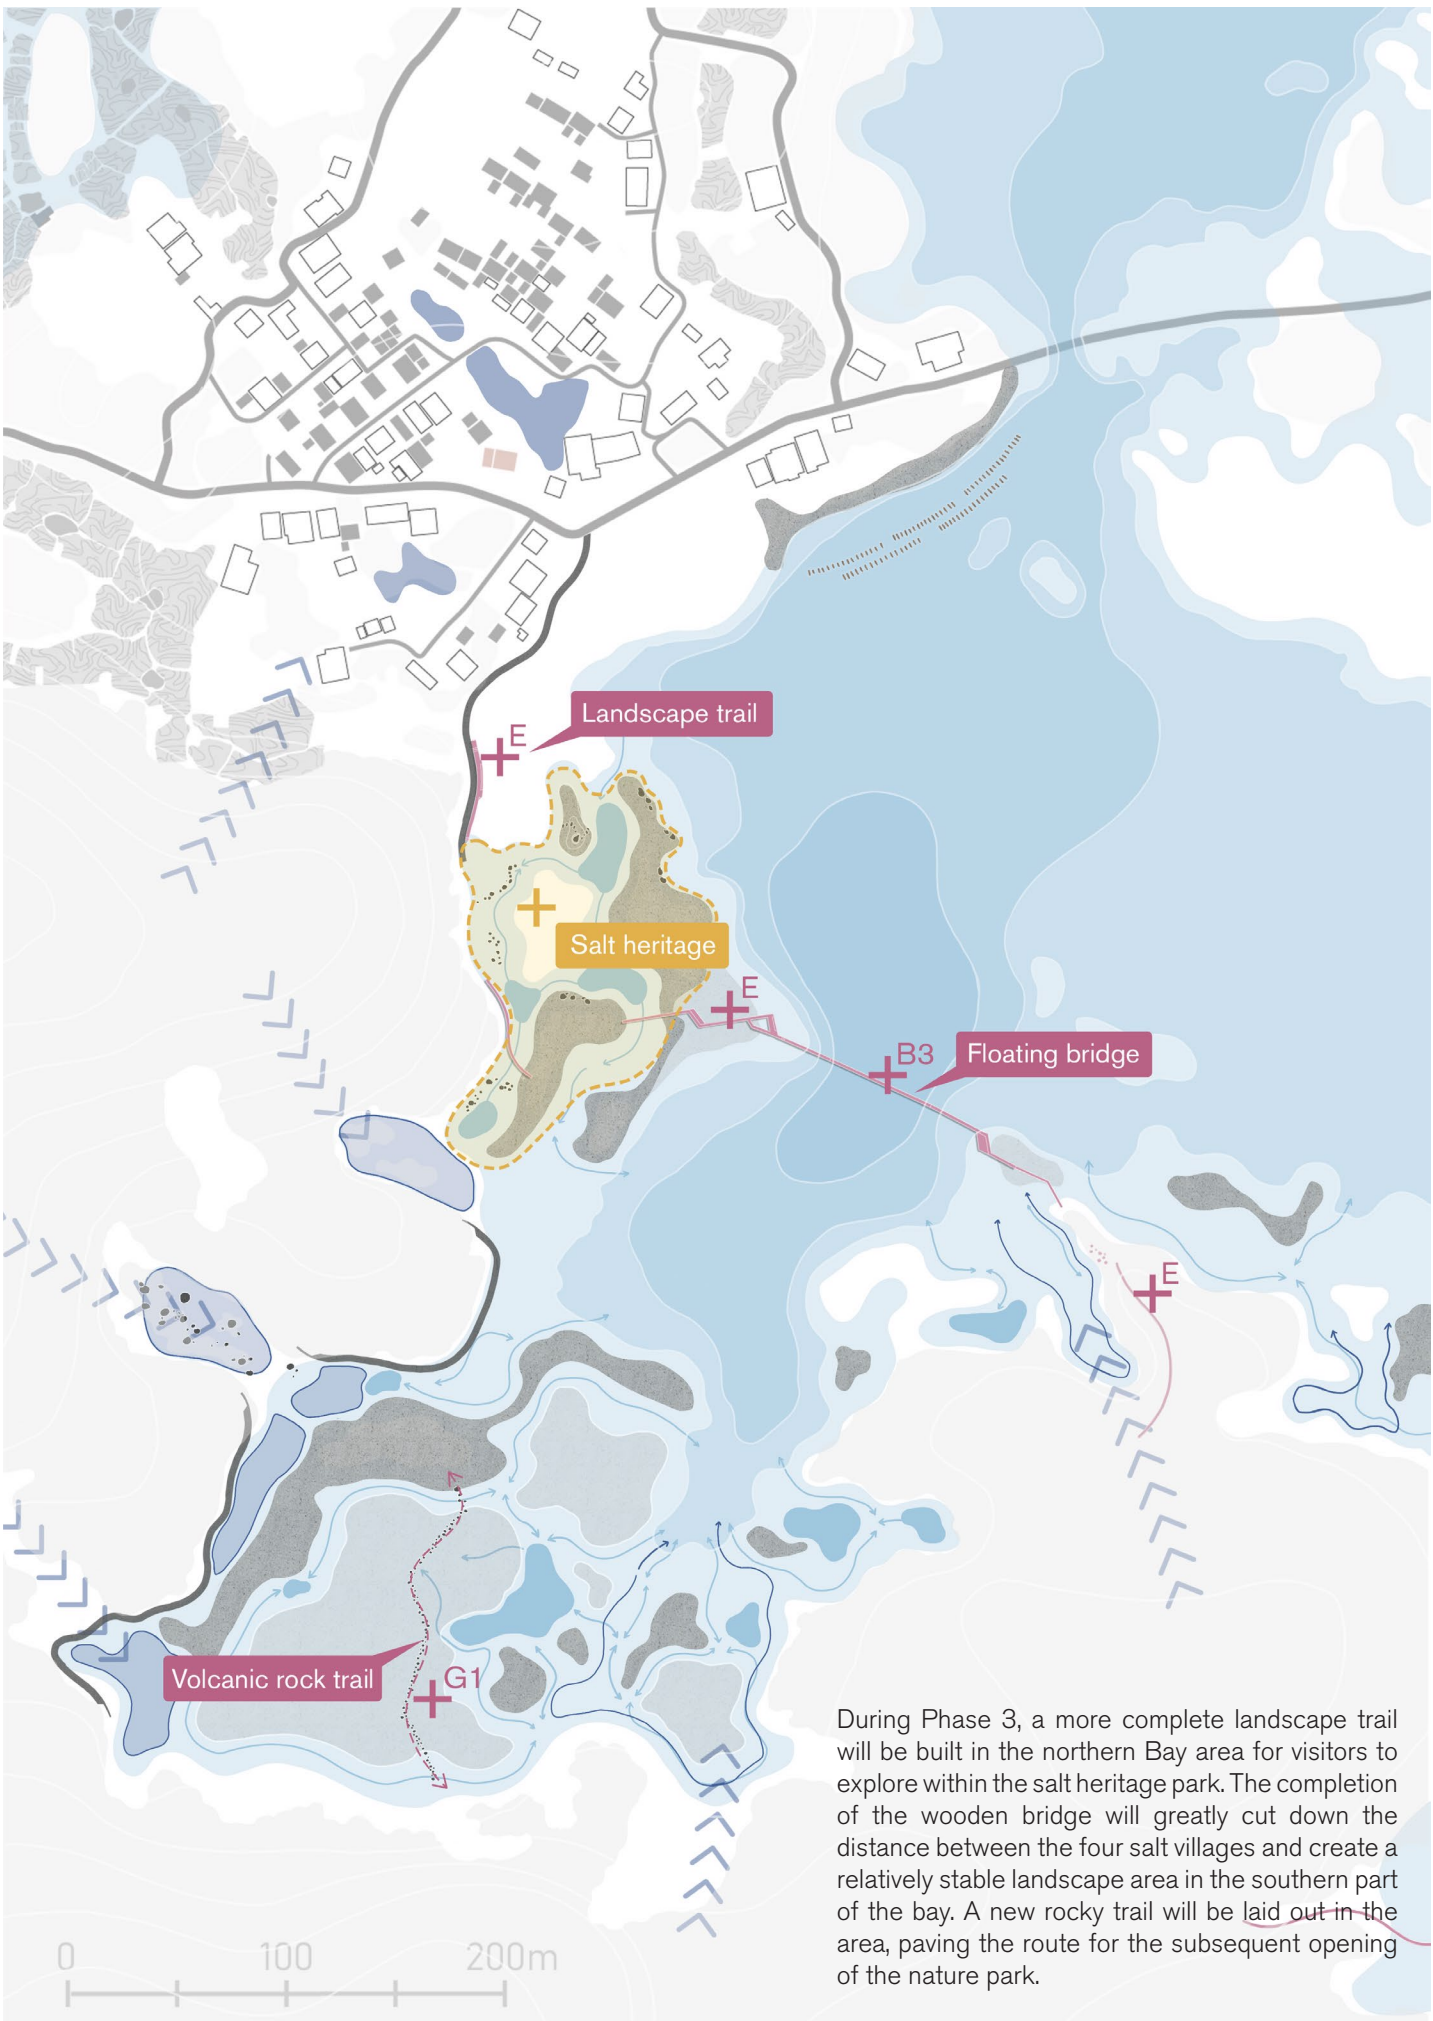 E
Landscape trail
Salt heritage
E
B3
Floating bridge
E
Volcanic rock trail
G1
During Phase 3, a more complete landscape trail
will be built in the northern Bay area for visitors to
explore within the salt heritage park. The completion
of the wooden bridge will greatly cut down the
distance between the four salt villages and create a
relatively stable landscape area in the southern part
of the bay. A new rocky trail will be laid out in the
area, paving the route for the subsequent opening
of the nature park.
0 100 200m